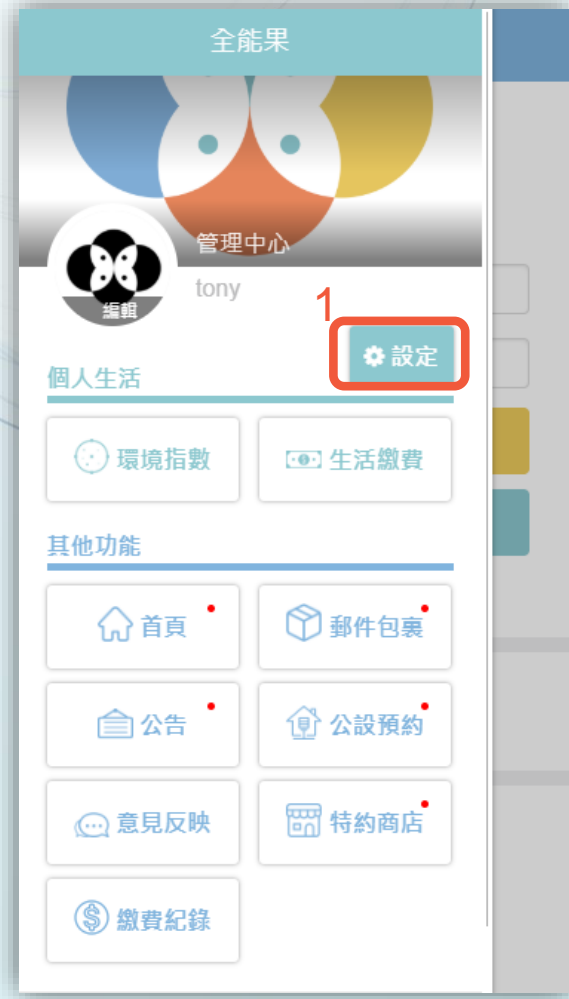 全能果
管理中心
編輯
tony
1
設定
個人生活
環境指數
生活繳費
其他功能
首頁
郵件包裹
公告
公設預約
意見反映
特約商店
繳費紀錄